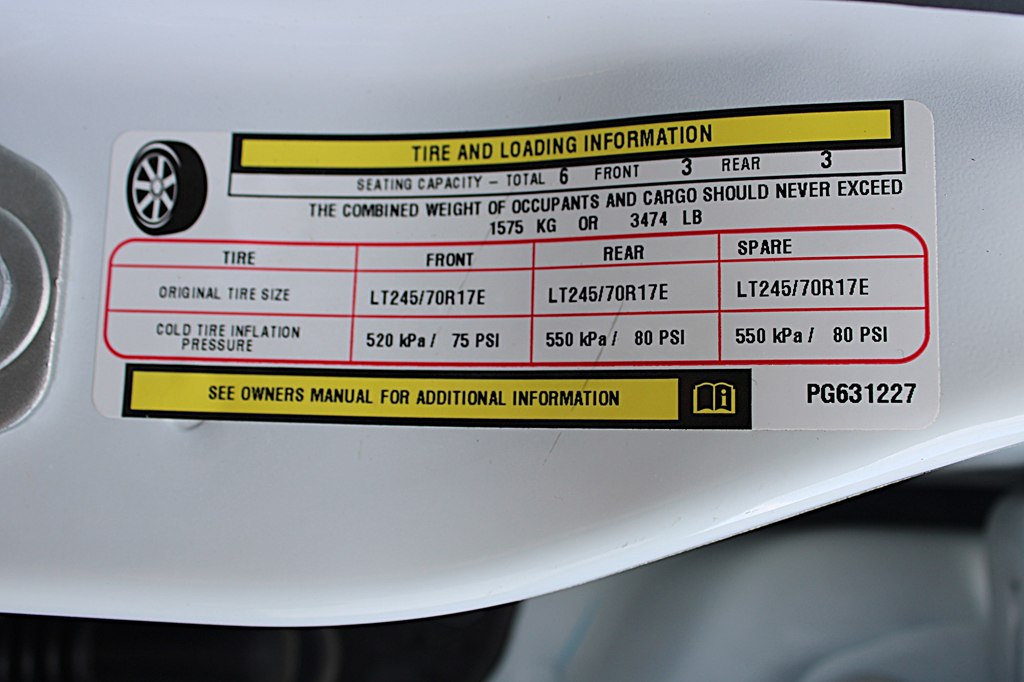 TIRE AND LOADING INFORMATION
SEATING CAPACITY – TOTAL 6 FRONT 3 REAR 3
THE COMBINED WEIGHT OF OCCUPANTS AND CARGO SHOULD NEVER EXCEED
1575 KG OR 3474 LB
TIRE FRONT REAR SPARE
ORIGINAL TIRE SIZE LT245/70R17E LT245/70R17E LT245/70R17E
COLD TIRE INFLATION
PRESSURE 520 kPa / 75 PSI 550 kPa / 80 PSI 550 kPa / 80 PSI
SEE OWNERS MANUAL FOR ADDITIONAL INFORMATION i
PG631227